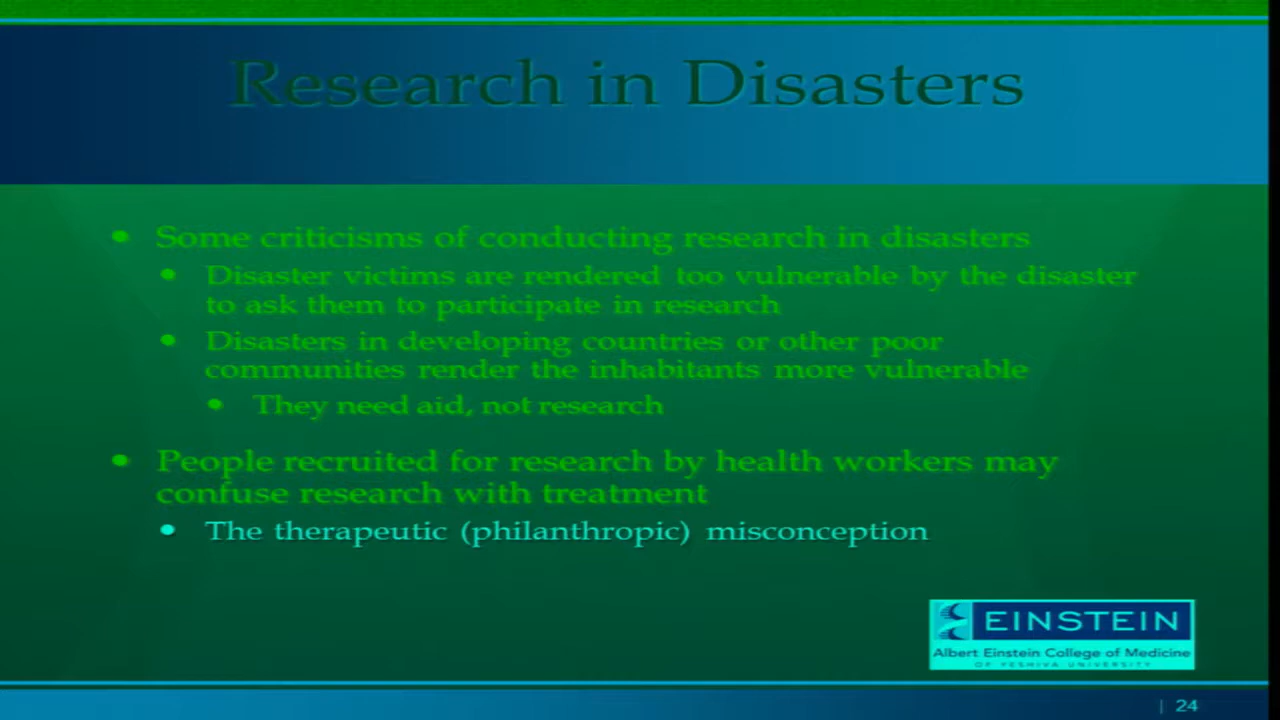 Research in Disasters
• Some criticisms of conducting research in disasters
• Disaster victims are rendered too vulnerable by the disaster
to ask them to participate in research
• Disasters in developing countries or other poor
communities render the inhabitants more vulnerable
• They need aid, not research
• People recruited for research by health workers may
confuse research with treatment
• The therapeutic (philanthropic) misconception
EINSTEIN
Albert Einstein College of Medicine
OF YESHIVA UNIVERSITY
| 24